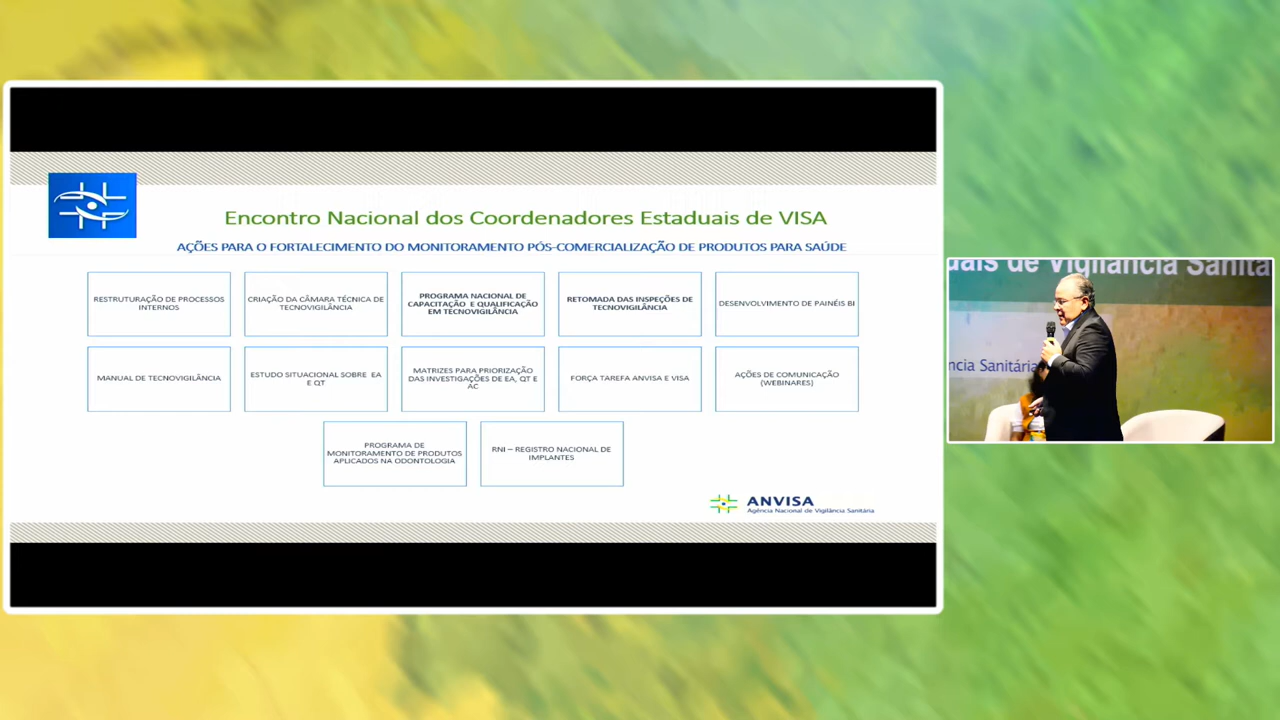 Encontro Nacional dos Coordenadores Estaduais de VISA
AÇÕES PARA O FORTALECIMENTO DO MONITORAMENTO PÓS-COMERCIALIZAÇÃO DE PRODUTOS PARA SAÚDE
RESTRUTURAÇÃO DE PROCESSOS
INTERNOS
CRIAÇÃO DA CÂMARA TÉCNICA DE
TECNOVIGILÂNCIA
PROGRAMA NACIONAL DE
CAPACITAÇÃO E QUALIFICAÇÃO
EM TECNOVIGILÂNCIA
RETOMADA DAS INSPEÇÕES DE
TECNOVIGILÂNCIA
DESENVOLVIMENTO DE PAINÉIS BI
MANUAL DE TECNOVIGILÂNCIA
ESTUDO SITUACIONAL SOBRE EA
E QT
MATRIZES PARA PRIORIZAÇÃO
DAS INVESTIGAÇÕES DE EA, QT E
AC
FORÇA TAREFA ANVISA E VISA
AÇÕES DE COMUNICAÇÃO
(WEBINARES)
PROGRAMA DE
MONITORAMENTO DE PRODUTOS
APLICADOS NA ODONTOLOGIA
RNI – REGISTRO NACIONAL DE
IMPLANTES
ANVISA
Agência Nacional de Vigilância Sanitária
uais de Vigilância Sanita
ncia Sanitária